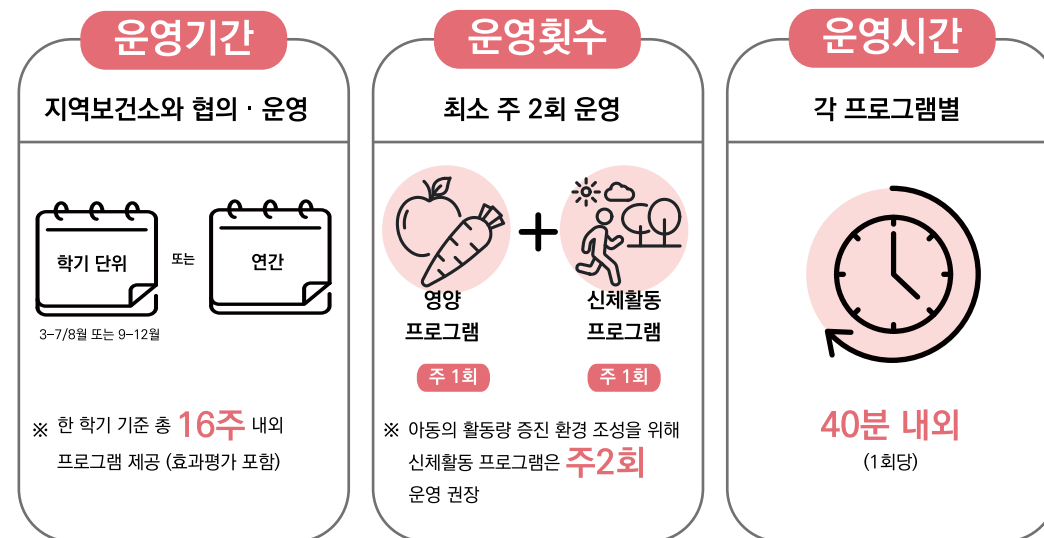 운영기간
지역보건소와 협의 · 운영
학기 단위
또는
연간
3-7/8월 또는 9-12월
※ 한 학기 기준 총 16주 내외
프로그램 제공 (효과평가 포함)
운영횟수
최소 주 2회 운영
영양
프로그램
주 1회
신체활동
프로그램
주 1회
※ 아동의 활동량 증진 환경 조성을 위해
신체활동 프로그램은 주2회
운영 권장
운영시간
각 프로그램별
40분 내외
(1회당)